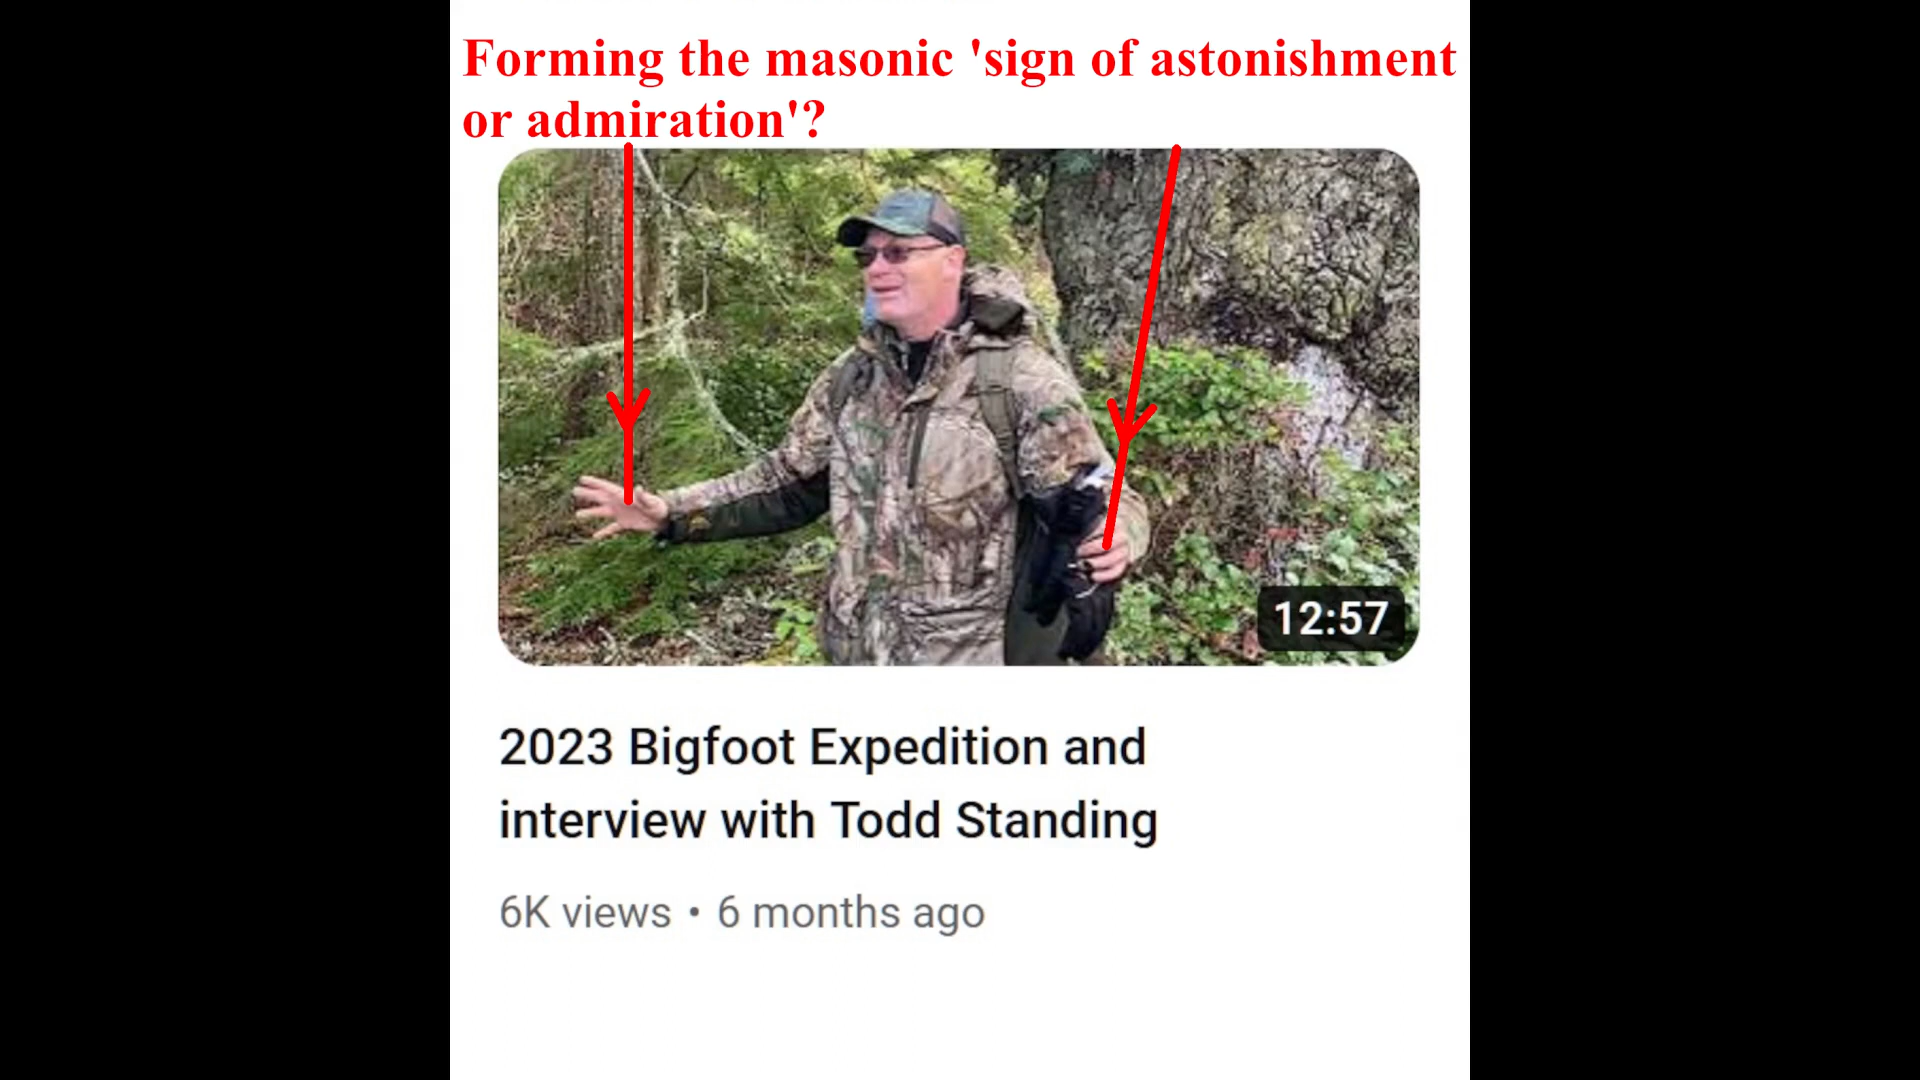 Forming the masonic 'sign of astonishment
or admiration'?
12:57
2023 Bigfoot Expedition and
interview with Todd Standing
6K views • 6 months ago